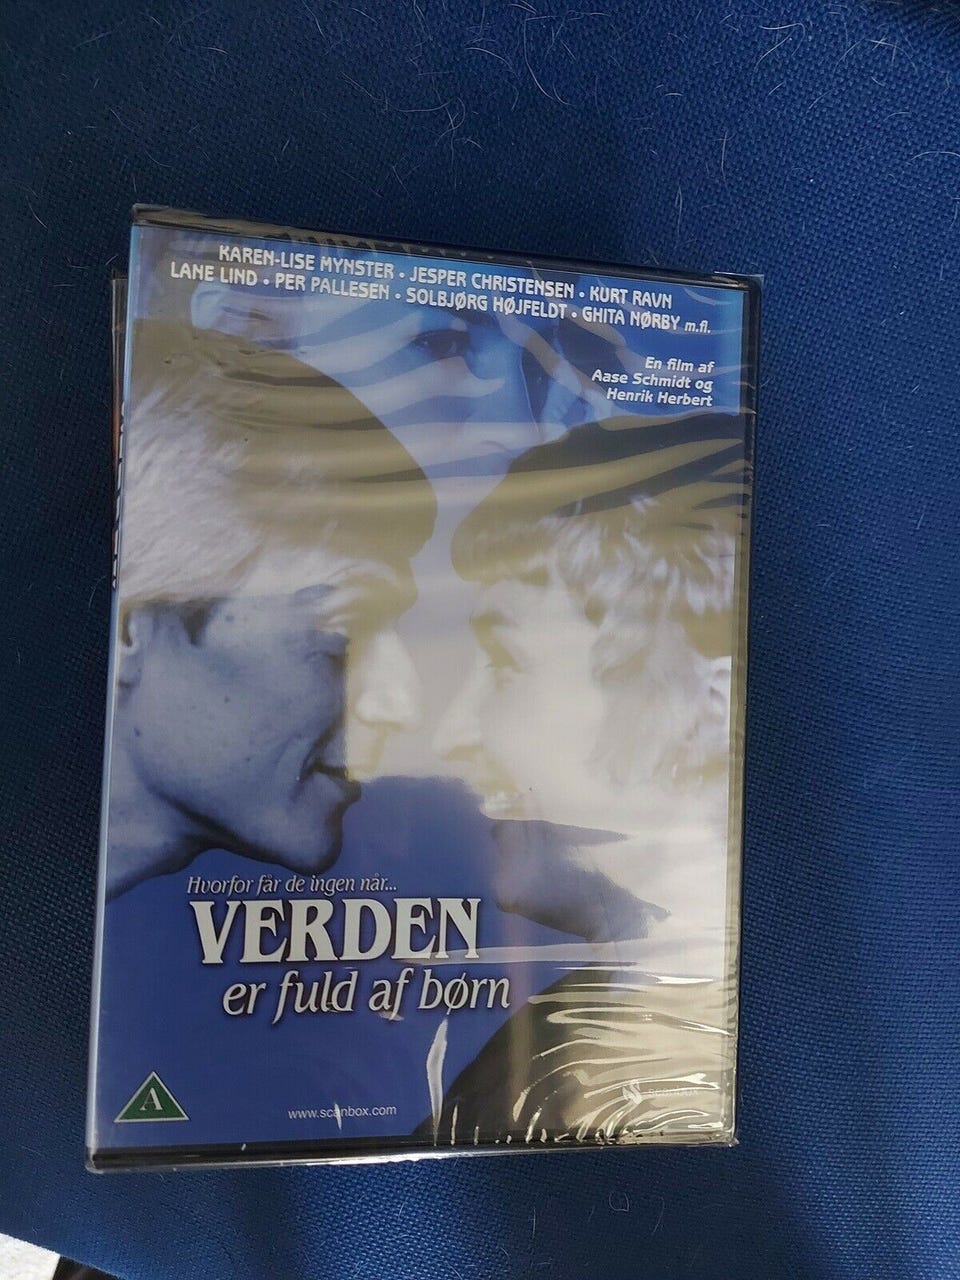 KAREN-LISE MYNSTER • JESPER CHRISTENSEN • KURT RAVN
LANE LIND • PER PALLESEN • SOLBJØRG HØJFELDT • GHITA NØRBY m.fl.
En film af
Aase Schmidt og
Henrik Herbert
Hvorfor får de ingen når...
VERDEN
er fuld af børn
A
www.scanbox.com
scanbox